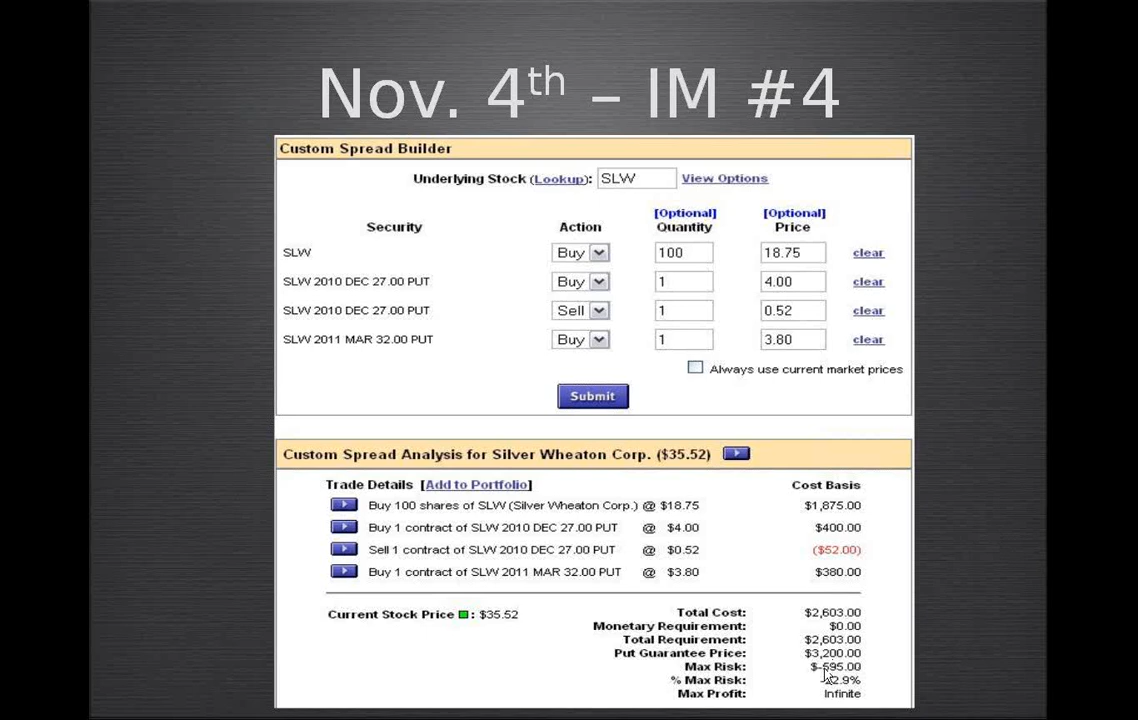 Nov. 4th – IM #4
Custom Spread Builder
Underlying Stock (Lookup): SLW View Options
Security Action [Optional] Quantity [Optional] Price
SLW Buy 100 18.75 clear
SLW 2010 DEC 27.00 PUT Buy 1 4.00 clear
SLW 2010 DEC 27.00 PUT Sell 1 0.52 clear
SLW 2011 MAR 32.00 PUT Buy 1 3.80 clear
Always use current market prices
Submit
Custom Spread Analysis for Silver Wheaton Corp. ($35.52)
Trade Details [Add to Portfolio] Cost Basis
Buy 100 shares of SLW (Silver Wheaton Corp.) @ $18.75 $1,875.00
Buy 1 contract of SLW 2010 DEC 27.00 PUT @ $4.00 $400.00
Sell 1 contract of SLW 2010 DEC 27.00 PUT @ $0.52 ($52.00)
Buy 1 contract of SLW 2011 MAR 32.00 PUT @ $3.80 $380.00
Current Stock Price : $35.52 Total Cost: $2,603.00
Monetary Requirement: $0.00
Total Requirement: $2,603.00
Put Guarantee Price: $3,200.00
Max Risk:
% Max Risk:
Max Profit: Infinite